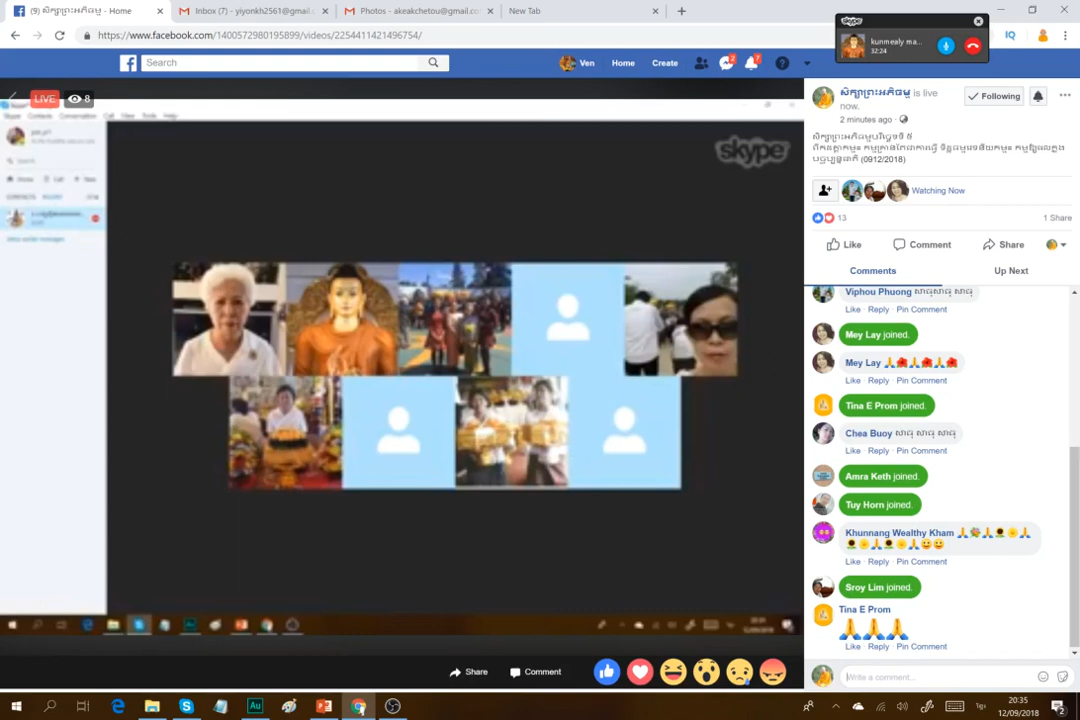 (9) សិក្សាព្រះអភិធម្ម - Home
Inbox (7) - yiyonkh2561@gmail.c
Photos - akeakchetou@gmail.co
New Tab
https://www.facebook.com/1400572980195899/videos/2254411421496754/
IQ
skype
kunmealy ma...
32:24
Search
Ven
Home
Create
2
7
LIVE
8
skype
សិក្សាព្រះអភិធម្ម is live
now.
2 minutes ago ·
Following
Watching Now
13
1 Share
Like
Comment
Share
Comments
Up Next
Viphou Phuong សាធុសាធុ សាធុ
Like · Reply · Pin Comment
Mey Lay joined.
Mey Lay 🙏🌺🙏🌺🙏🌺
Like · Reply · Pin Comment
Tina E Prom joined.
Chea Buoy សាធុ សាធុ សាធុ
Like · Reply · Pin Comment
Amra Keth joined.
Tuy Horn joined.
Khunnang Wealthy Kham
Like · Reply · Pin Comment
Sroy Lim joined.
Tina E Prom
🙏🙏🙏
Like · Reply · Pin Comment
Write a comment...
Share
Comment
Au
20:35
12/09/2018
2